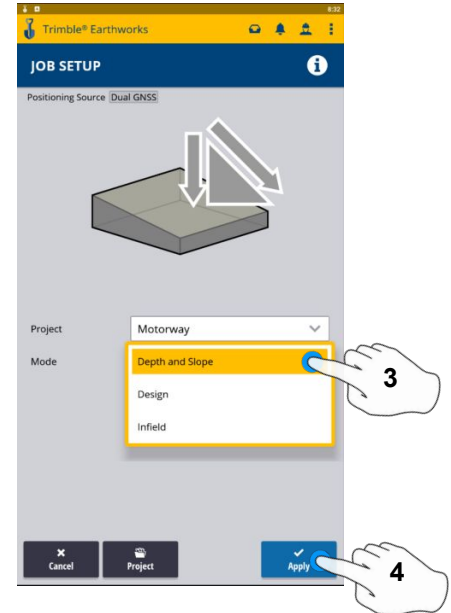 8:32
Trimble® Earthworks
JOB SETUP
i
Positioning Source Dual GNSS
Project Motorway
Mode Depth and Slope
Design
Infield
3
Cancel Project Apply
4